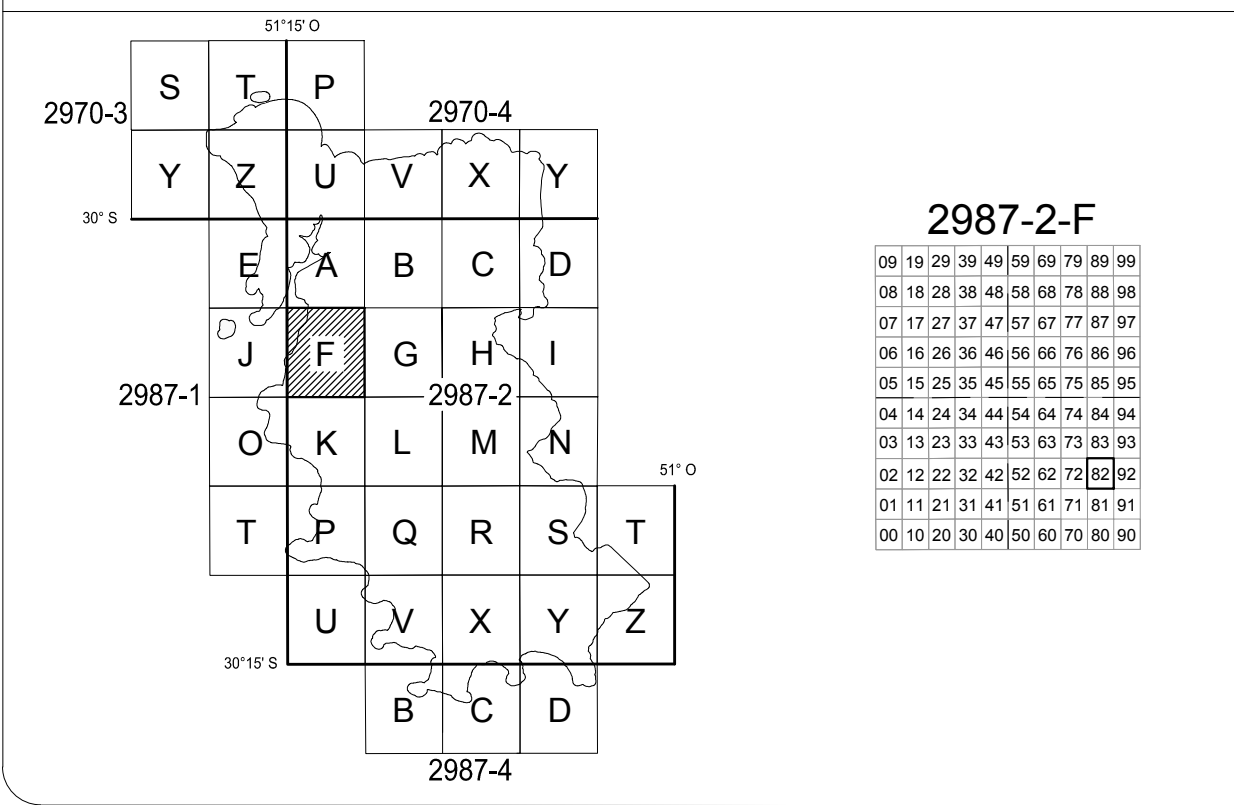 51°15' O
S T P
2970-3 2970-4
Y Z U V X Y
30° S
E A B C D
J F G H I
2987-1 2987-2
O K L M N
51° O
T P Q R S T
U V X Y Z
30°15' S
B C D
2987-4
2987-2-F
09 19 29 39 49 59 69 79 89 99
08 18 28 38 48 58 68 78 88 98
07 17 27 37 47 57 67 77 87 97
06 16 26 36 46 56 66 76 86 96
05 15 25 35 45 55 65 75 85 95
04 14 24 34 44 54 64 74 84 94
03 13 23 33 43 53 63 73 83 93
02 12 22 32 42 52 62 72 82 92
01 11 21 31 41 51 61 71 81 91
00 10 20 30 40 50 60 70 80 90